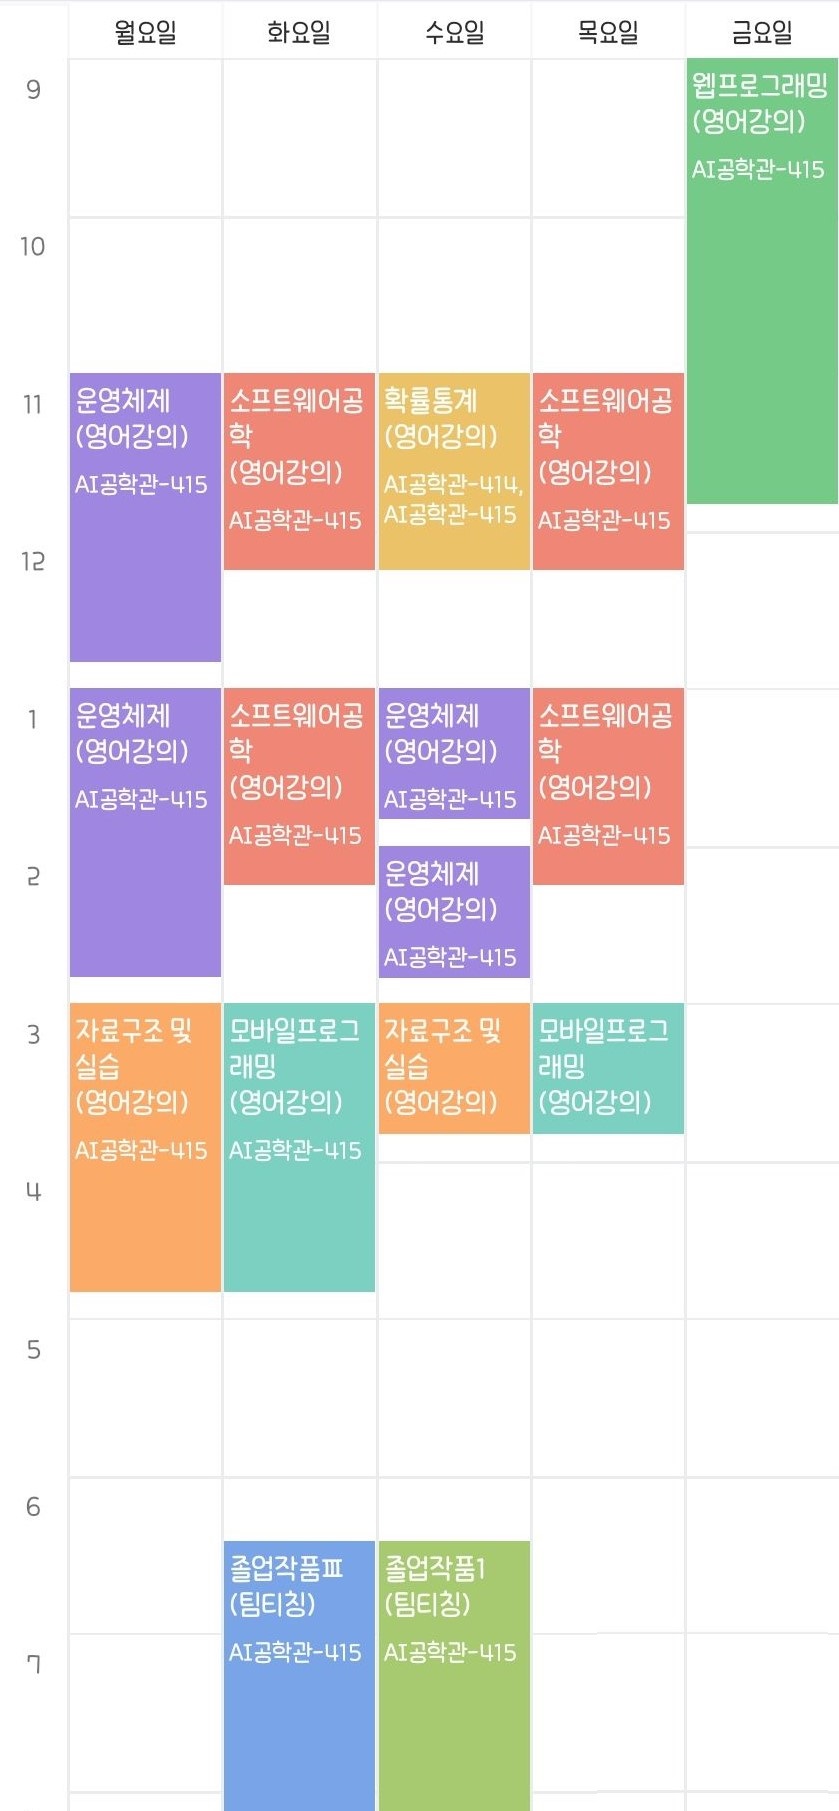 월요일 화요일 수요일 목요일 금요일
9
웹프로그래밍
(영어강의)
AI공학관-415
10
11
운영체제
(영어강의)
AI공학관-415
소프트웨어공
학
(영어강의)
AI공학관-415
확률통계
(영어강의)
AI공학관-414,
AI공학관-415
소프트웨어공
학
(영어강의)
AI공학관-415
12
1
운영체제
(영어강의)
AI공학관-415
소프트웨어공
학
(영어강의)
AI공학관-415
운영체제
(영어강의)
AI공학관-415
소프트웨어공
학
(영어강의)
AI공학관-415
2
운영체제
(영어강의)
AI공학관-415
3
자료구조 및
실습
(영어강의)
AI공학관-415
모바일프로그
래밍
(영어강의)
AI공학관-415
자료구조 및
실습
(영어강의)
모바일프로그
래밍
(영어강의)
4
5
6
졸업작품Ⅲ
(팀티칭)
AI공학관-415
졸업작품1
(팀티칭)
AI공학관-415
7